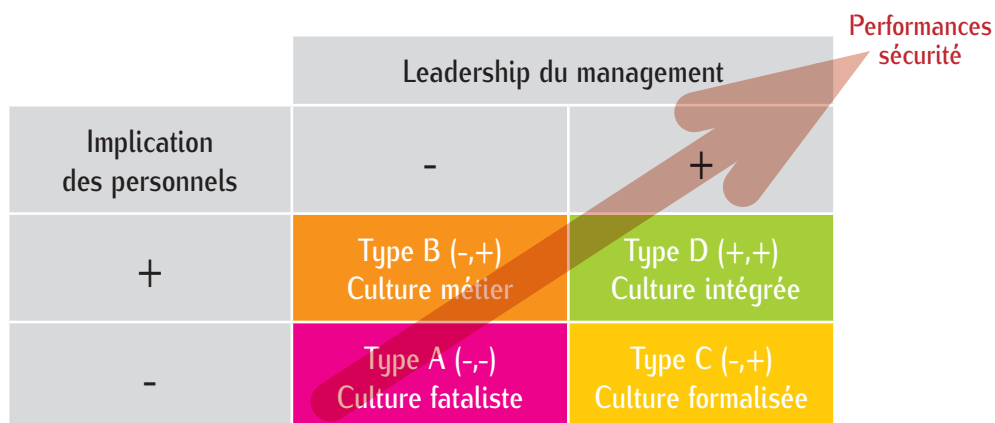 Performances
sécurité
Leadership du management
Implication
des personnels
-
+
+
Type B (-,+)
Culture métier
Type D (+,+)
Culture intégrée
-
Type A (-,-)
Culture fataliste
Type C (-,+)
Culture formalisée